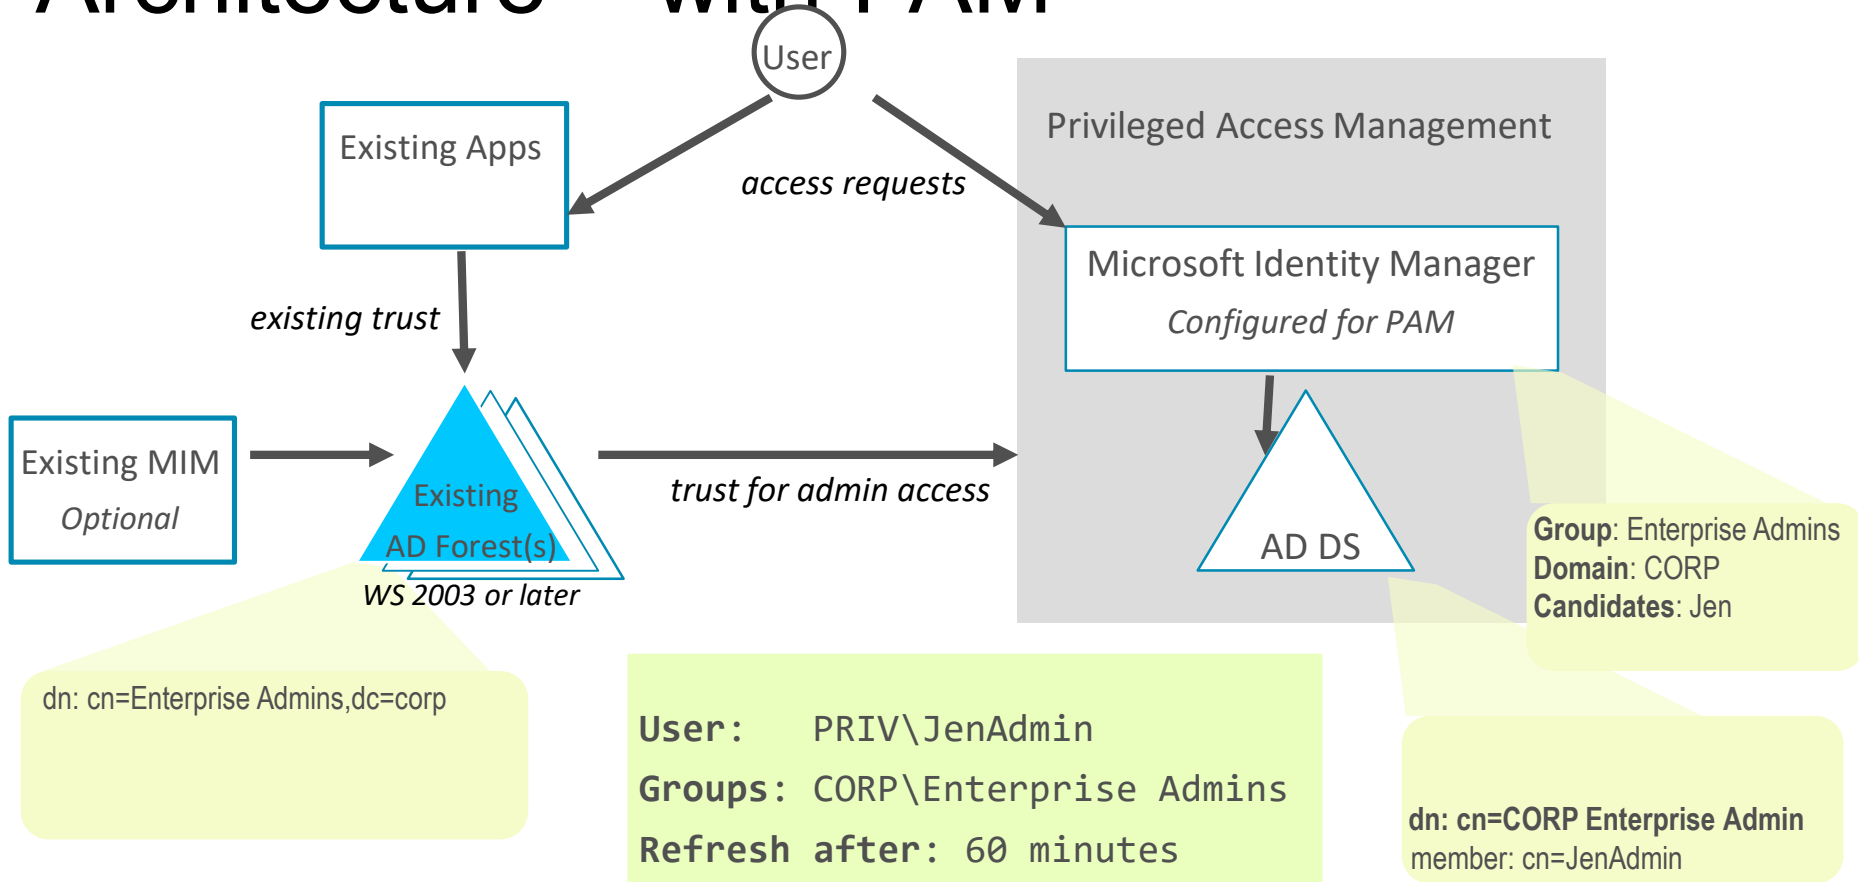 Architecture – with PAM
User
Existing Apps
Privileged Access Management
access requests
Microsoft Identity Manager
Configured for PAM
existing trust
Existing MIM
Optional
Existing
AD Forest(s)
WS 2003 or later
trust for admin access
AD DS
Group: Enterprise Admins
Domain: CORP
Candidates: Jen
dn: cn=Enterprise Admins,dc=corp
User: PRIV\JenAdmin
Groups: CORP\Enterprise Admins
Refresh after: 60 minutes
dn: cn=CORP Enterprise Admin
member: cn=JenAdmin